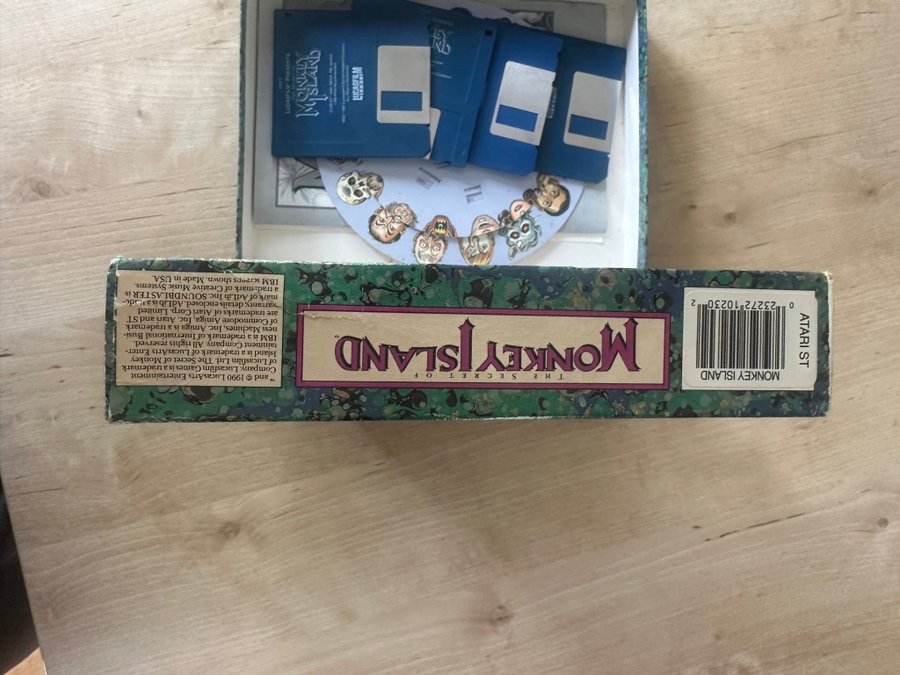 LUCASFILM PRESENTS
MONKEY
ISLAND
LUCASFILM
GAMES
™ and © 1990 LucasArts Entertainment
Company. Lucasfilm Games is a trademark
of Lucasfilm Ltd. The Secret of Monkey
Island is a trademark of LucasArts Enter-
tainment Company. All rights reserved.
IBM is a trademark of International Busi-
ness Machines, Inc. Amiga is a trademark
of Commodore Amiga, Inc. Atari and ST
are trademarks of Atari Corp. Limited
warranty details enclosed. AdLib is a trade-
mark of AdLib Inc. SOUNDBLASTER is
a trademark of Creative Music Systems.
IBM screens shown. Made in USA.
THE SECRET OF
MONKEY ISLAND™
ATARI ST
MONKEY ISLAND
0 23272 10230 2